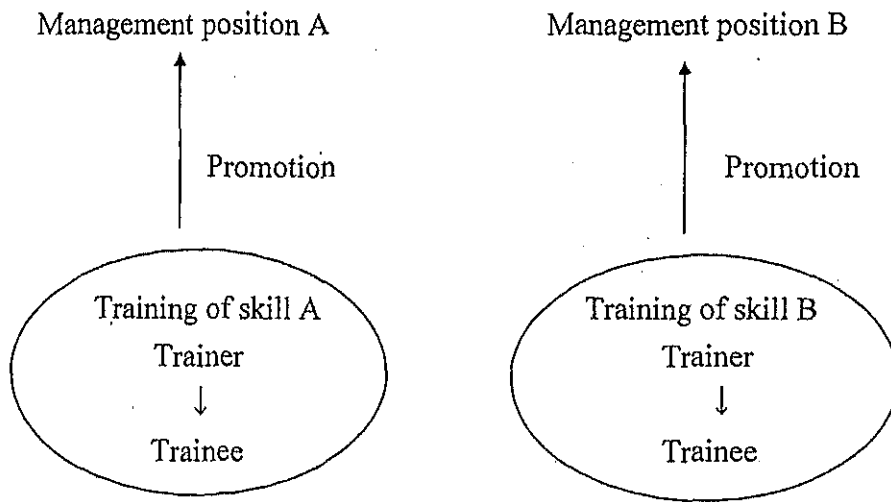 Management position A
Promotion
Training of skill A
Trainer
Trainee
Management position B
Promotion
Training of skill B
Trainer
Trainee